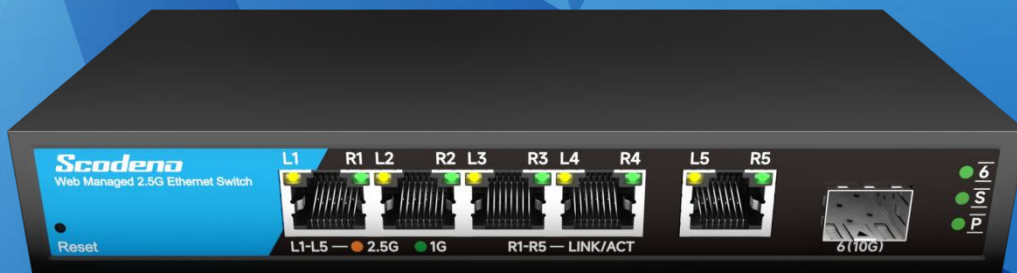 Scodena
Web Managed 2.5G Ethernet Switch
Reset
L1 R1 L2 R2 L3 R3 L4 R4 L5 R5
L1-L5 — 2.5G 1G R1-R5 — LINK/ACT
6(10G)
6
S
P